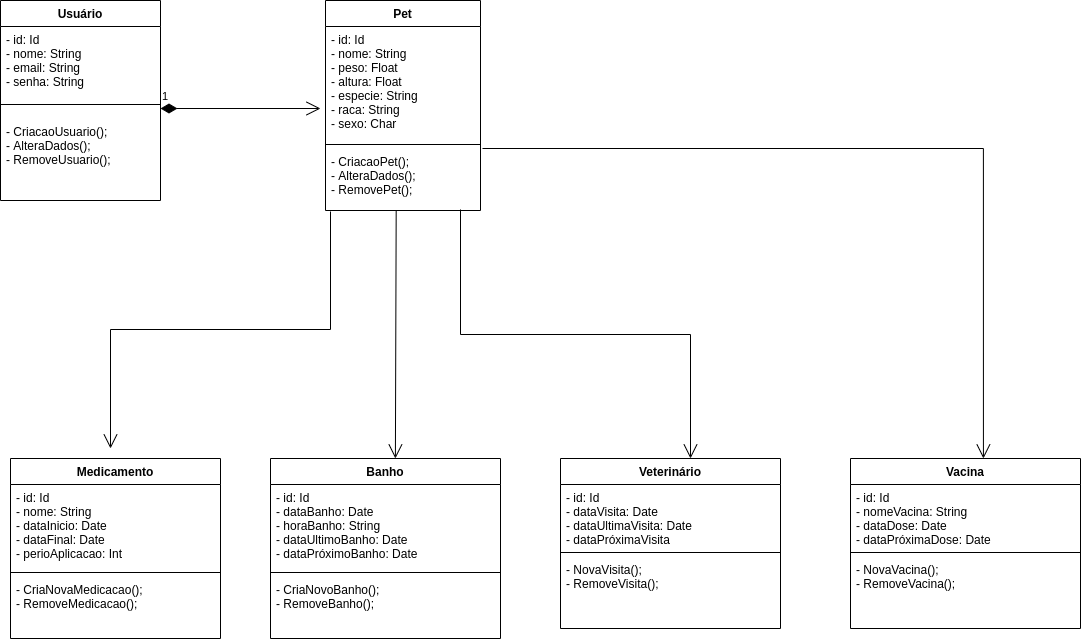 Usuário
- id: Id
- nome: String
- email: String
- senha: String
1
- CriacaoUsuario();
- AlteraDados();
- RemoveUsuario();
Pet
- id: Id
- nome: String
- peso: Float
- altura: Float
- especie: String
- raca: String
- sexo: Char
- CriacaoPet();
- AlteraDados();
- RemovePet();
Medicamento
- id: Id
- nome: String
- dataInicio: Date
- dataFinal: Date
- perioAplicacao: Int
- CriaNovaMedicacao();
- RemoveMedicacao();
Banho
- id: Id
- dataBanho: Date
- horaBanho: String
- dataUltimoBanho: Date
- dataPróximoBanho: Date
- CriaNovoBanho();
- RemoveBanho();
Veterinário
- id: Id
- dataVisita: Date
- dataUltimaVisita: Date
- dataPróximaVisita
- NovaVisita();
- RemoveVisita();
Vacina
- id: Id
- nomeVacina: String
- dataDose: Date
- dataPróximaDose: Date
- NovaVacina();
- RemoveVacina();